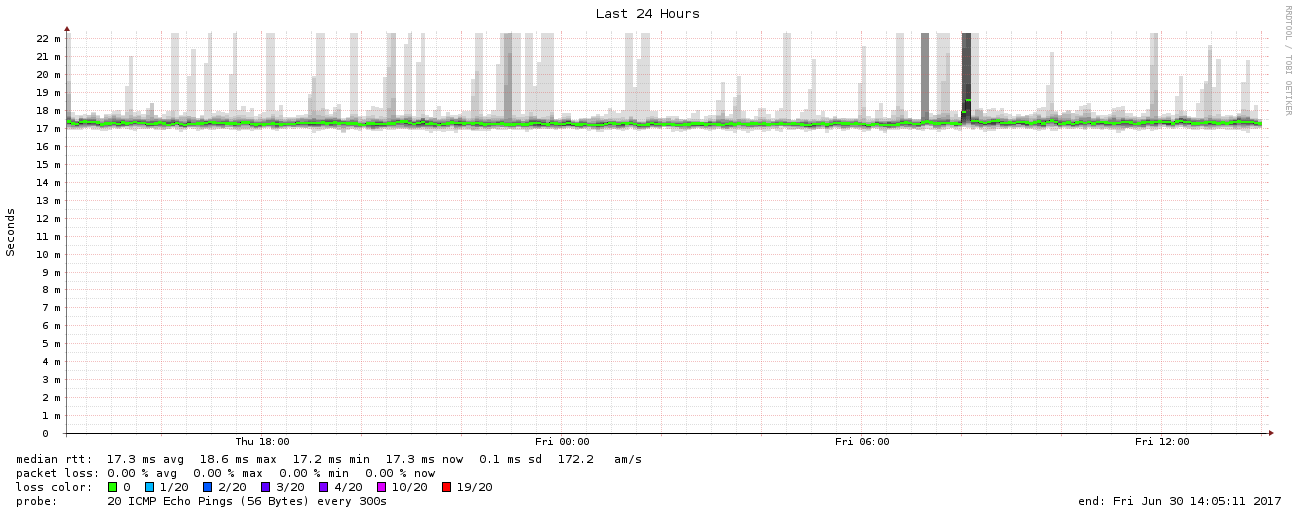 Last 24 Hours
RRDTOOL / TOBI OETIKER
22 m
21 m
20 m
19 m
18 m
17 m
16 m
15 m
14 m
13 m
12 m
11 m
10 m
9 m
8 m
7 m
6 m
5 m
4 m
3 m
2 m
1 m
0
Seconds
Thu 18:00 Fri 00:00 Fri 06:00 Fri 12:00
median rtt: 17.3 ms avg 18.6 ms max 17.2 ms min 17.3 ms now 0.1 ms sd 172.2 am/s
packet loss: 0.00 % avg 0.00 % max 0.00 % min 0.00 % now
loss color: 0 1/20 2/20 3/20 4/20 10/20 19/20
probe: 20 ICMP Echo Pings (56 Bytes) every 300s end: Fri Jun 30 14:05:11 2017